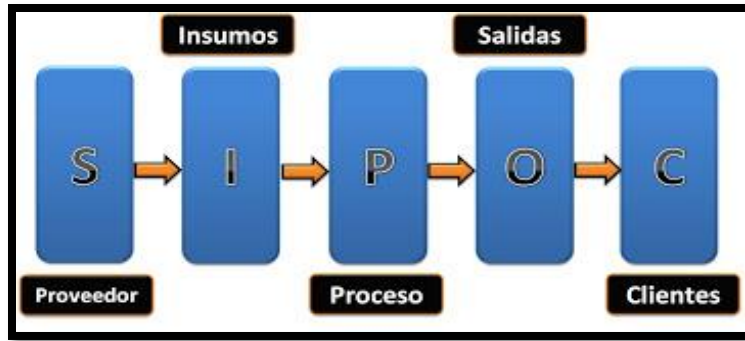 Insumos
Salidas
S
I
P
O
C
Proveedor
Proceso
Clientes